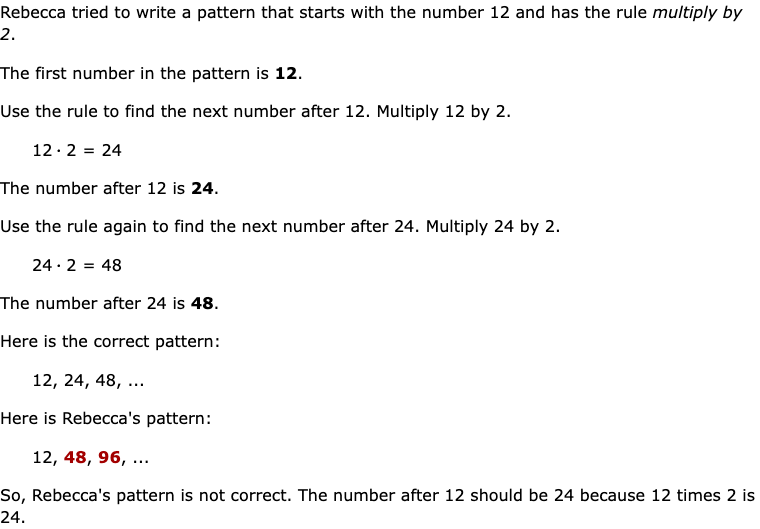 Rebecca tried to write a pattern that starts with the number 12 and has the rule multiply by
2.
The first number in the pattern is 12.
Use the rule to find the next number after 12. Multiply 12 by 2.
12 · 2 = 24
The number after 12 is 24.
Use the rule again to find the next number after 24. Multiply 24 by 2.
24 · 2 = 48
The number after 24 is 48.
Here is the correct pattern:
12, 24, 48, ...
Here is Rebecca's pattern:
12, 48, 96, ...
So, Rebecca's pattern is not correct. The number after 12 should be 24 because 12 times 2 is
24.